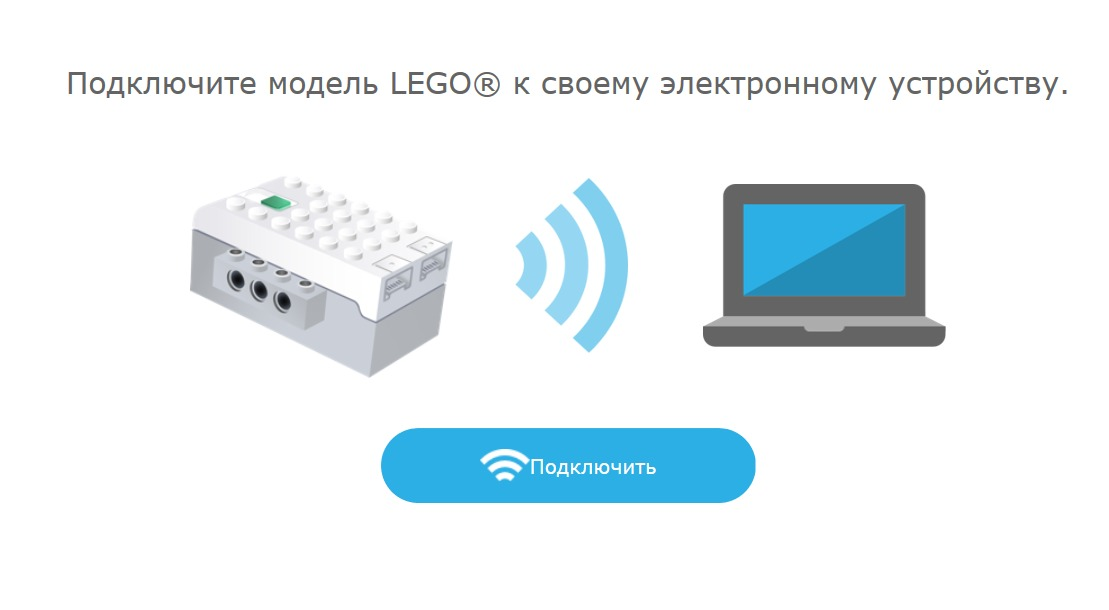 Подключите модель LEGO® к своему электронному устройству.
Подключить